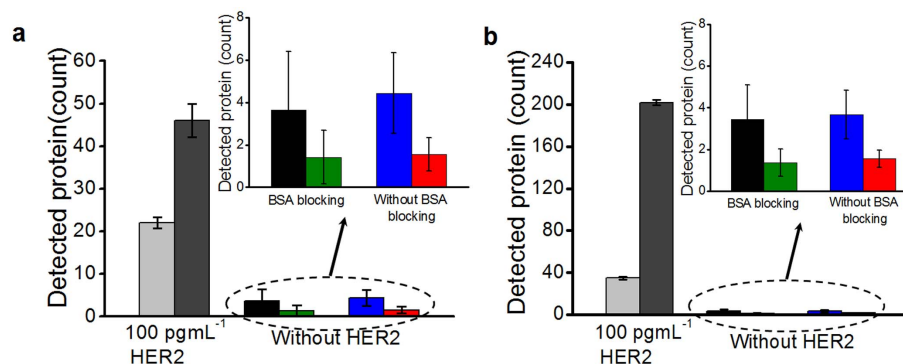 a
Detected protein(count)
60
50
40
30
20
10
0
100 pgmL⁻¹
HER2
Without HER2
Detected protein (count)
8
6
4
2
0
BSA blocking
Without BSA
blocking
b
Detected protein (count)
240
200
160
120
80
40
0
100 pgmL⁻¹
HER2
Without HER2
Detected protein (count)
8
6
4
2
0
BSA blocking
Without BSA
blocking